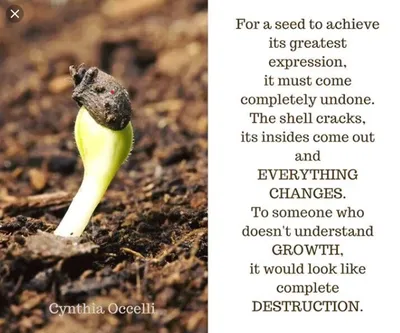 For a seed to achieve
its greatest
expression,
it must come
completely undone.
The shell cracks,
its insides come out
and
EVERYTHING
CHANGES.
To someone who
doesn't understand
GROWTH,
it would look like
complete
DESTRUCTION.
Cynthia Occelli